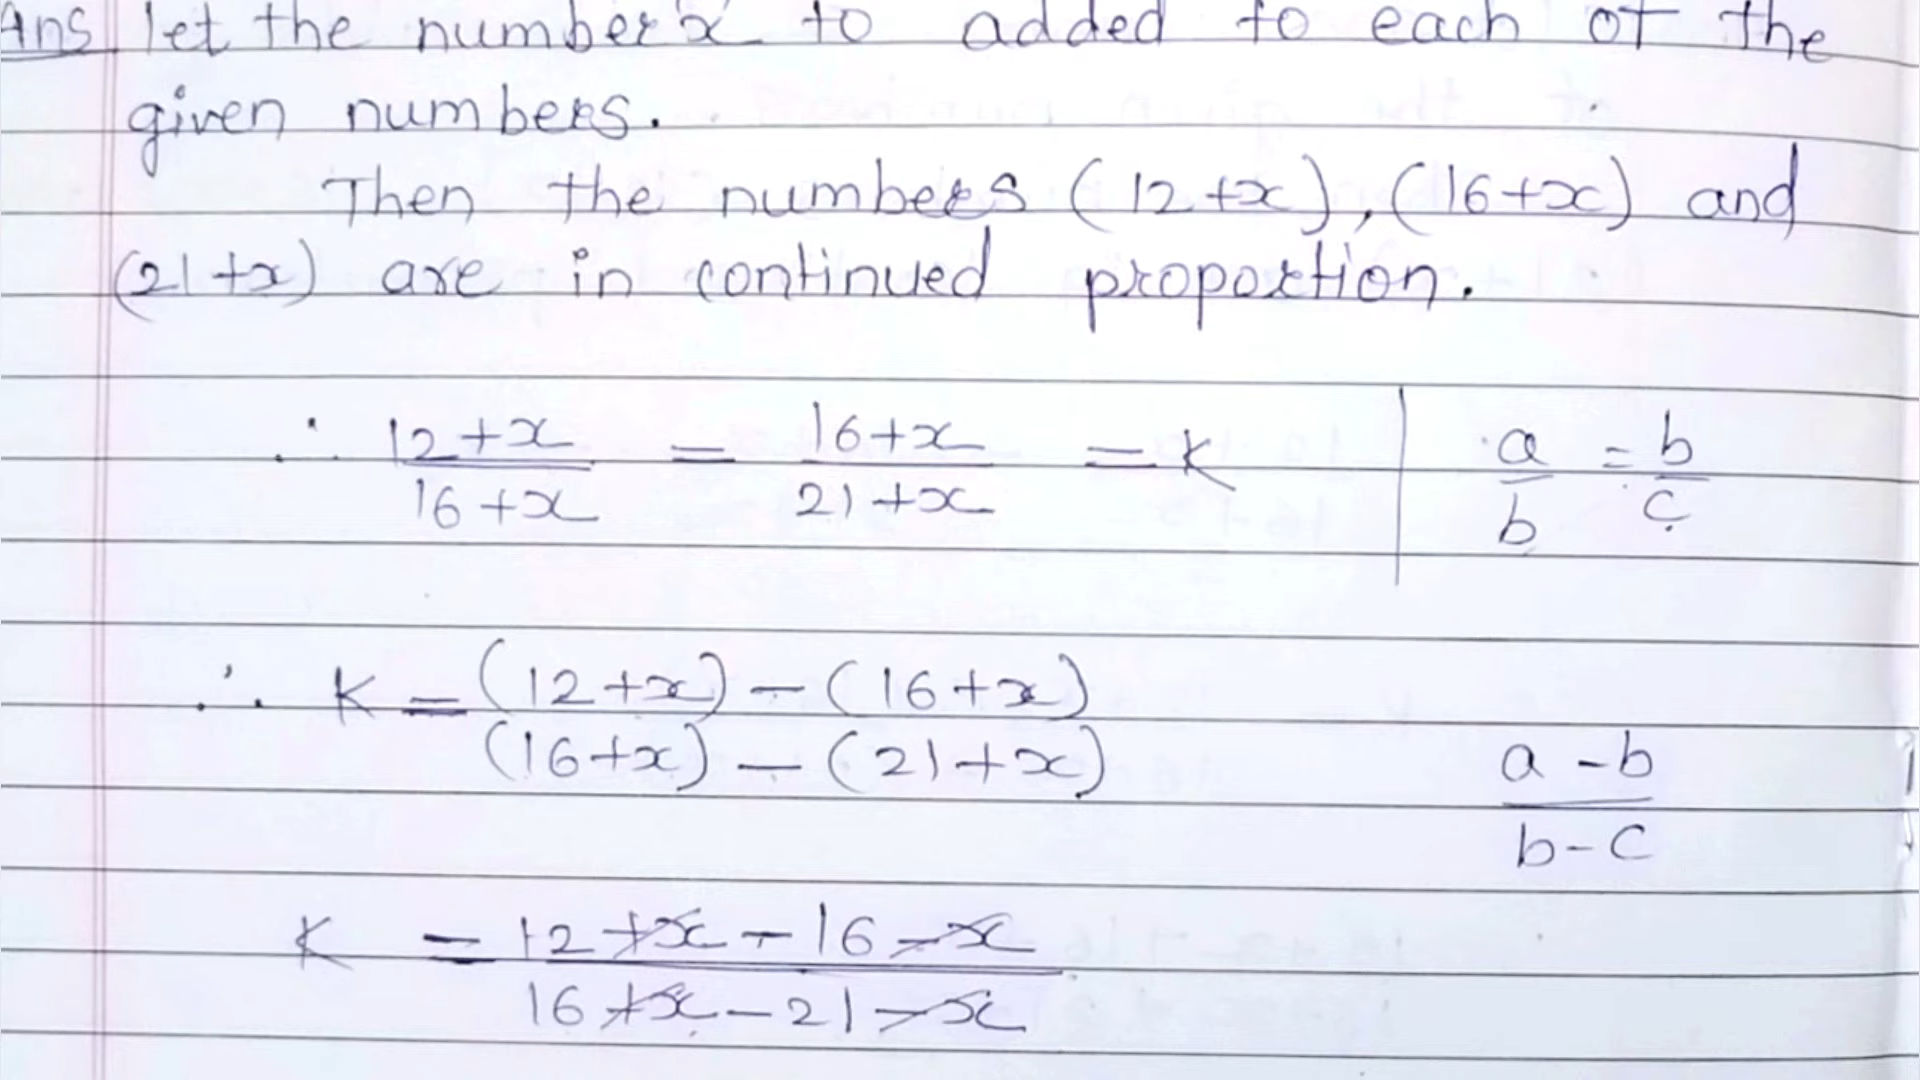 Ans let the number x to added to each of the
given numbers.
Then the numbers (12+x), (16+x) and
(21+x) are in continued proportion.
∴ 12+x / 16+x = 16+x / 21+x = K | a/b = b/c
∴ K = (12+x) - (16+x) / (16+x) - (21+x)
a - b / b - c
K = 12 + x - 16 - x / 16 + x - 21 - x